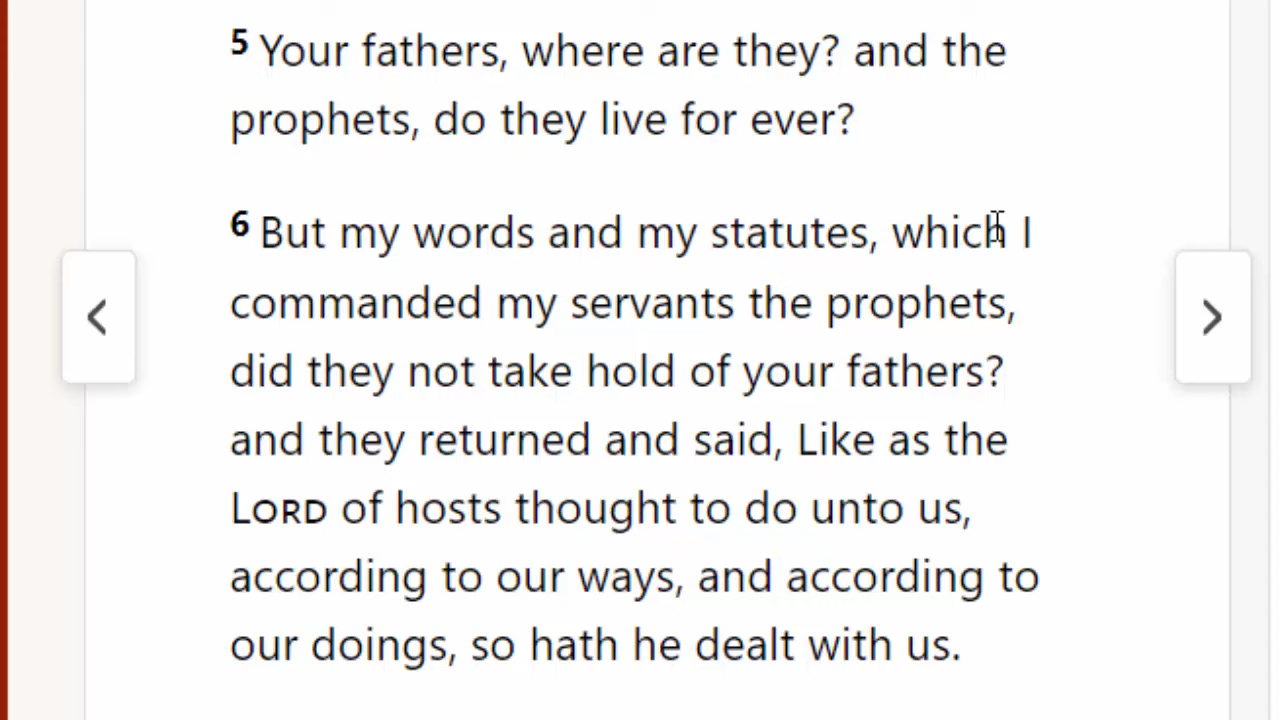 5 Your fathers, where are they? and the
prophets, do they live for ever?
6 But my words and my statutes, which I
commanded my servants the prophets,
did they not take hold of your fathers?
and they returned and said, Like as the
LORD of hosts thought to do unto us,
according to our ways, and according to
our doings, so hath he dealt with us.